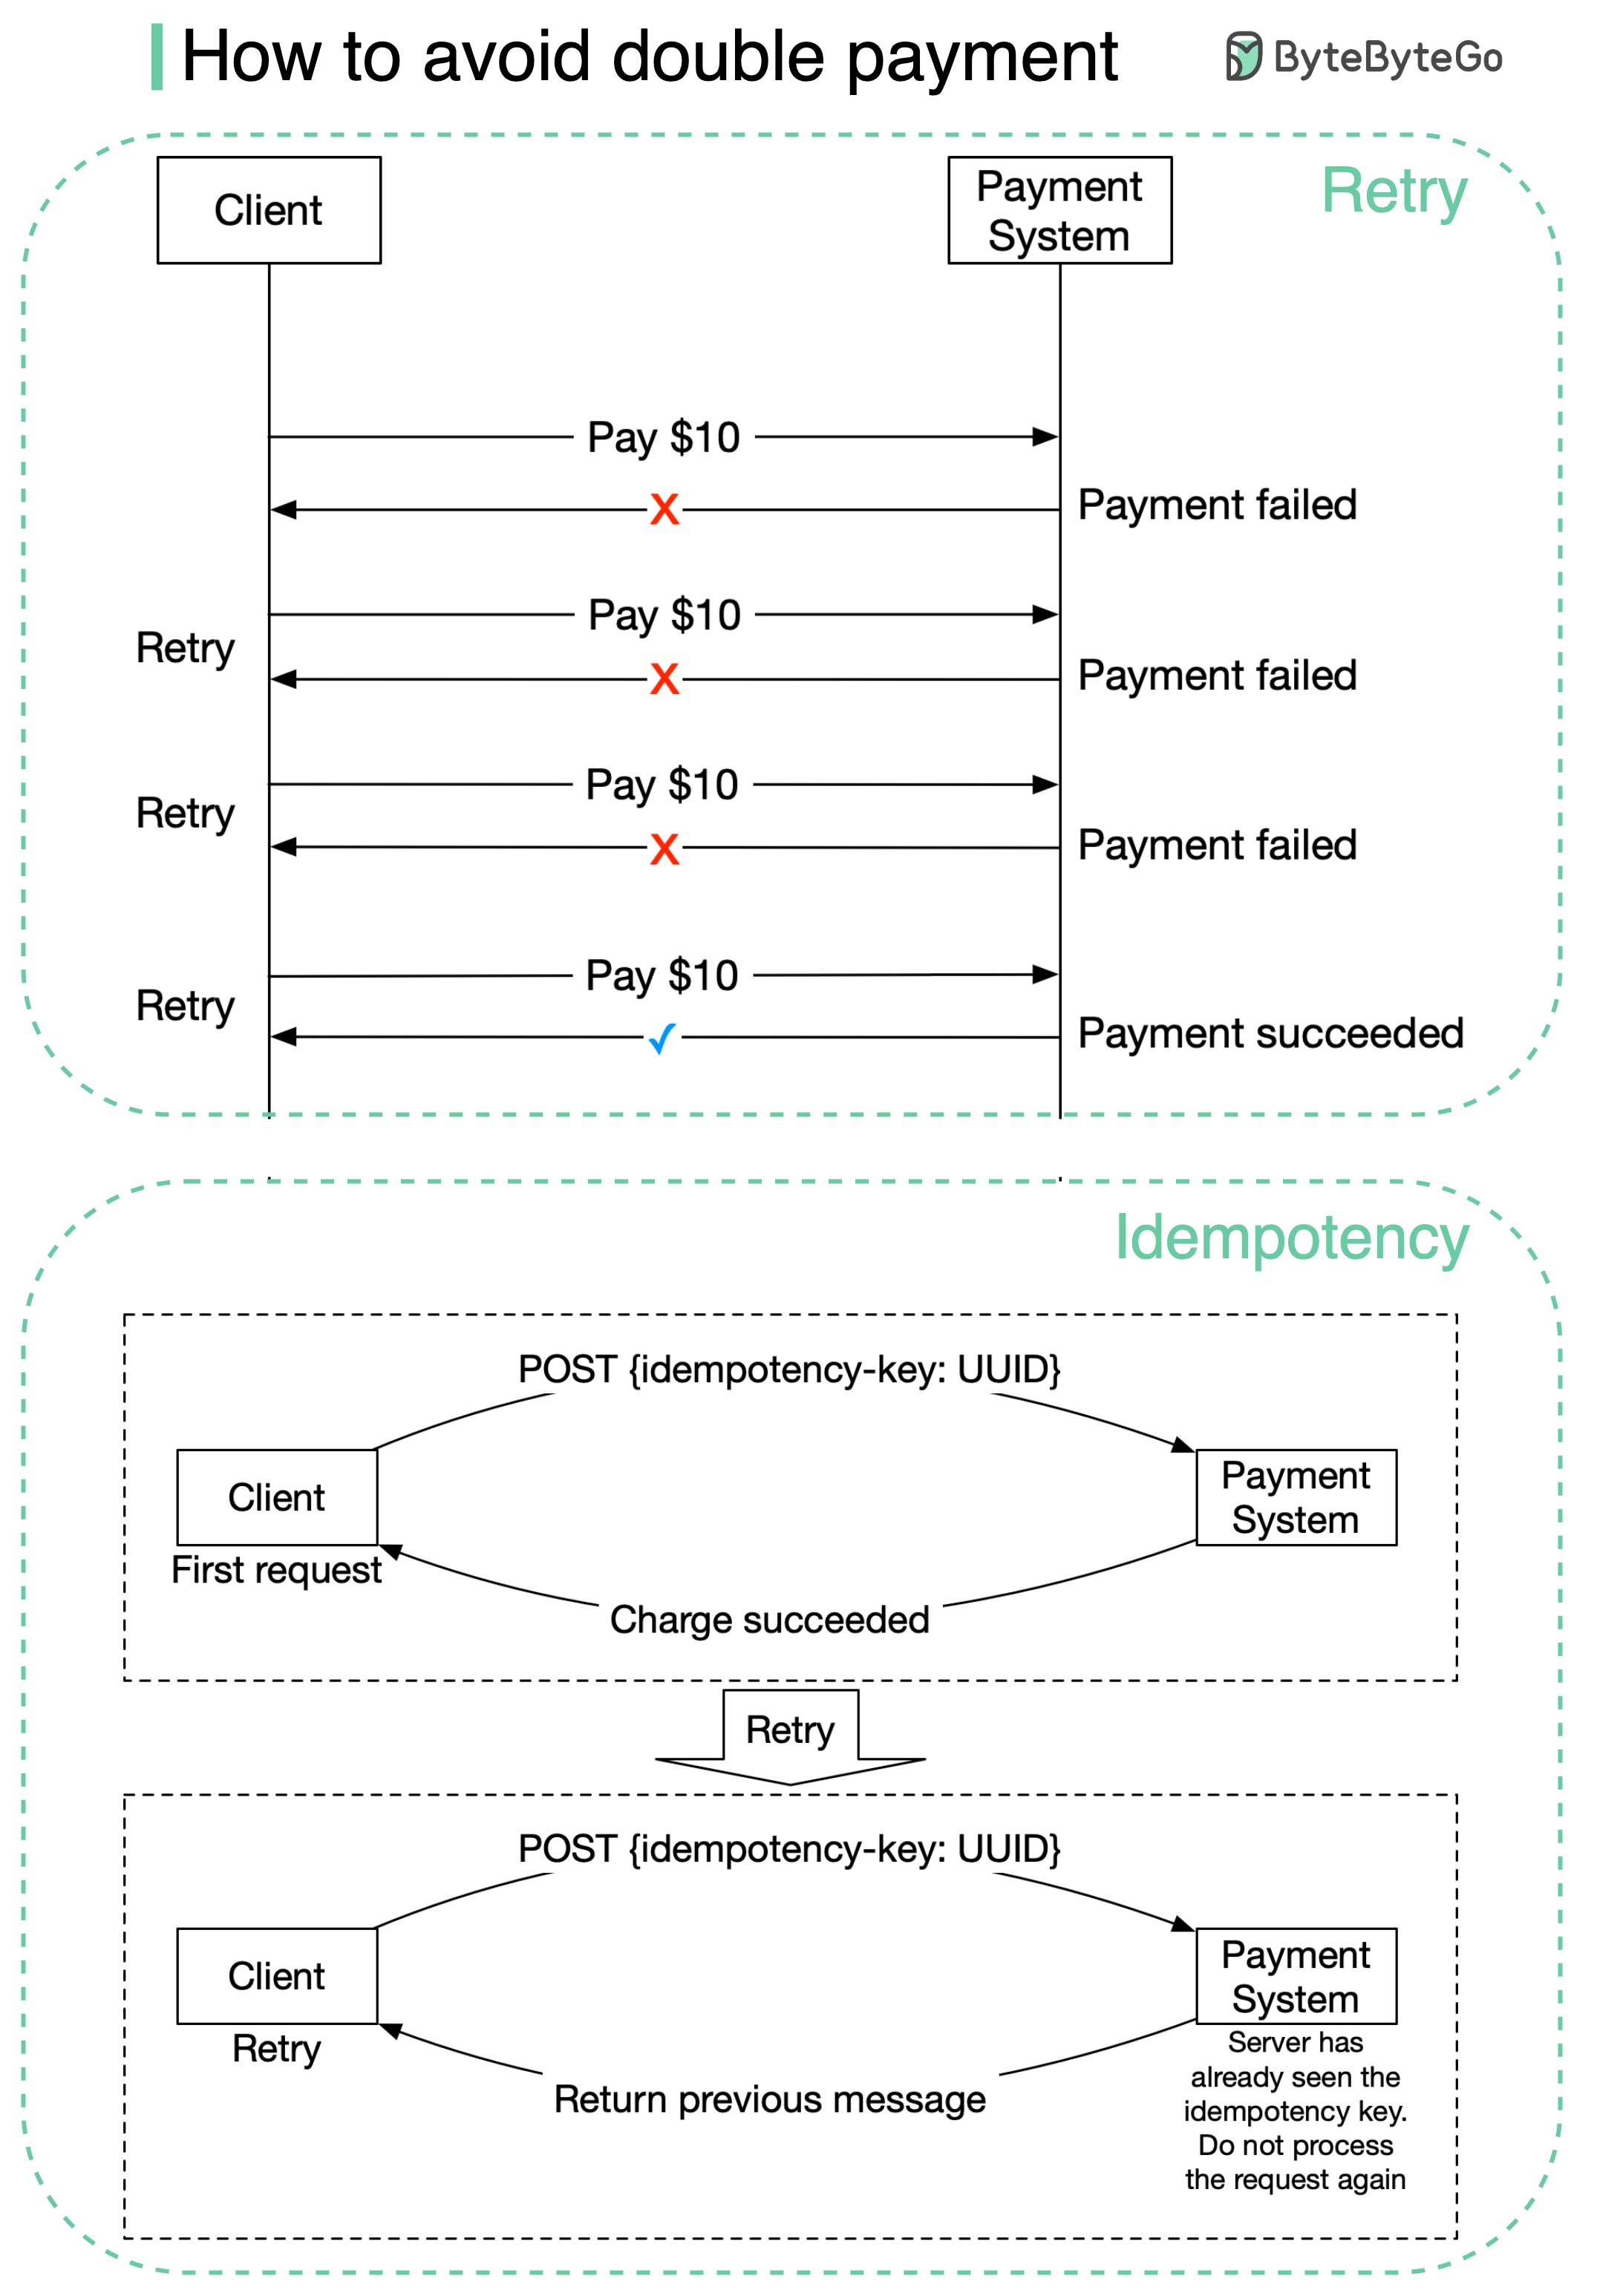 How to avoid double payment
ByteByteGo
Retry
Client
Payment
System
Pay $10
X
Payment failed
Retry
Pay $10
X
Payment failed
Retry
Pay $10
X
Payment failed
Retry
Pay $10
Payment succeeded
Idempotency
POST {idempotency-key: UUID}
Client
Payment
System
First request
Charge succeeded
Retry
POST {idempotency-key: UUID}
Client
Payment
System
Retry
Return previous message
Server has
already seen the
idempotency key.
Do not process
the request again